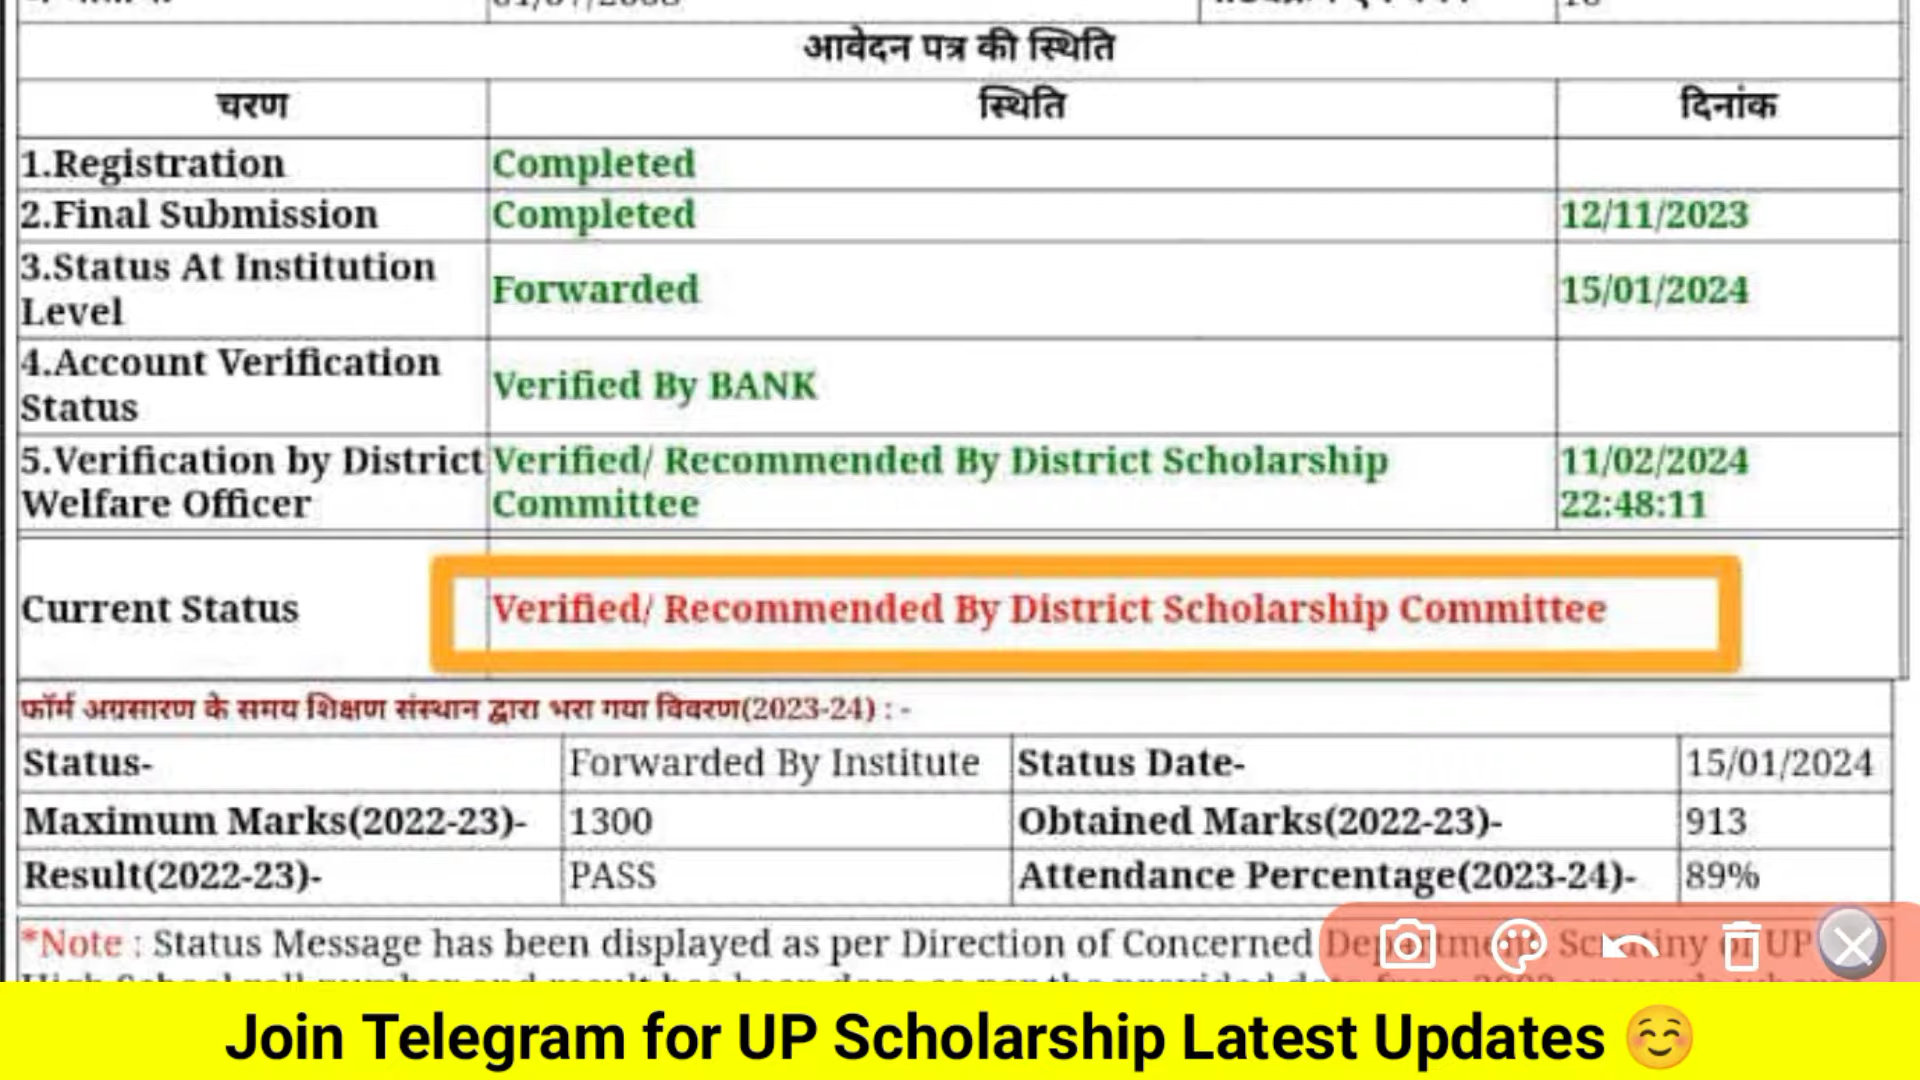 आवेदन पत्र की स्थिति
चरण स्थिति दिनांक
1.Registration Completed
2.Final Submission Completed 12/11/2023
3.Status At Institution Level Forwarded 15/01/2024
4.Account Verification Status Verified By BANK
5.Verification by District Welfare Officer Verified/ Recommended By District Scholarship Committee 11/02/2024 22:48:11
Current Status Verified/ Recommended By District Scholarship Committee
फॉर्म अग्रसारण के समय शिक्षण संस्थान द्वारा भरा गया विवरण(2023-24) : -
Status- Forwarded By Institute Status Date- 15/01/2024
Maximum Marks(2022-23)- 1300 Obtained Marks(2022-23)- 913
Result(2022-23)- PASS Attendance Percentage(2023-24)- 89%
*Note : Status Message has been displayed as per Direction of Concerned Department. Scrutiny of UP
Join Telegram for UP Scholarship Latest Updates ☺️